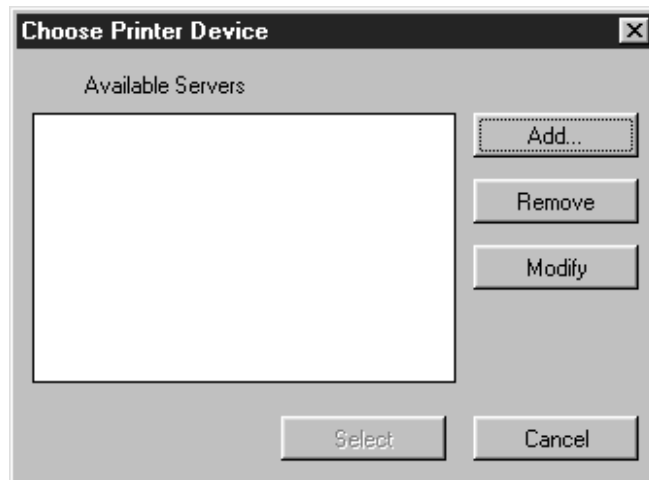 Choose Printer Device
Available Servers
Add...
Remove
Modify
Select
Cancel